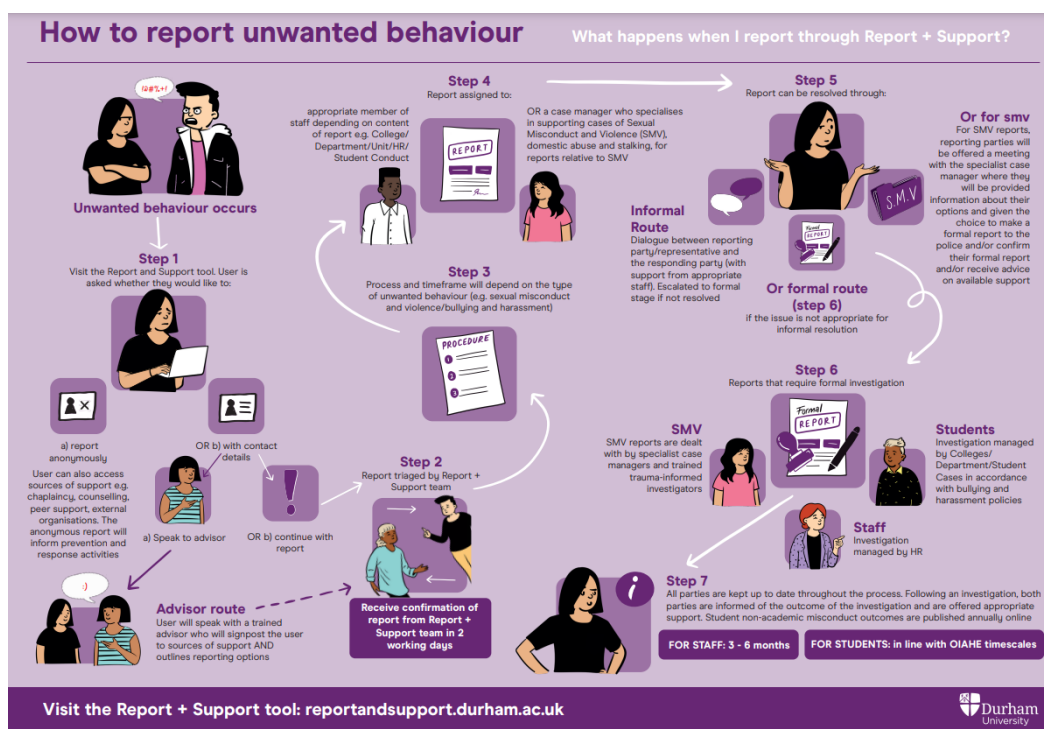 How to report unwanted behaviour
What happens when I report through Report + Support?
!@#%+!
Unwanted behaviour occurs
Step 1
Visit the Report and Support tool. User is
asked whether they would like to:
a) report
anonymously
User can also access
sources of support e.g.
chaplaincy, counselling,
peer support, external
organisations. The
anonymous report will
inform prevention and
response activities
OR b) with contact
details
a) Speak to advisor
!
OR b) continue with
report
:)
Advisor route
User will speak with a trained
advisor who will signpost the user
to sources of support AND
outlines reporting options
Step 2
Report triaged by Report +
Support team
Receive confirmation of
report from Report +
Support team in 2
working days
Step 3
Process and timeframe will depend on the type
of unwanted behaviour (e.g. sexual misconduct
and violence/bullying and harassment)
PROCEDURE
1
2
3
Step 4
Report assigned to:
appropriate member of
staff depending on content
of report e.g. College/
Department/Unit/HR/
Student Conduct
REPORT
OR a case manager who specialises
in supporting cases of Sexual
Misconduct and Violence (SMV),
domestic abuse and stalking, for
reports relative to SMV
Step 5
Report can be resolved through:
Informal
Route
Dialogue between reporting
party/representative and
the responding party (with
support from appropriate
staff). Escalated to formal
stage if not resolved
Formal
REPORT
Or formal route
(step 6)
if the issue is not appropriate for
informal resolution
S.M.V
Or for smv
For SMV reports,
reporting parties will
be offered a meeting
with the specialist case
manager where they
will be provided
information about their
options and given the
choice to make a
formal report to the
police and/or confirm
their formal report
and/or receive advice
on available support
Step 6
Reports that require formal investigation
Formal
REPORT
SMV
SMV reports are dealt
with by specialist case
managers and trained
trauma-informed
investigators
Students
Investigation managed
by Colleges/
Department/Student
Cases in accordance
with bullying and
harassment policies
Staff
Investigation
managed by HR
i
Step 7
All parties are kept up to date throughout the process. Following an investigation, both
parties are informed of the outcome of the investigation and are offered appropriate
support. Student non-academic misconduct outcomes are published annually online
FOR STAFF: 3 - 6 months
FOR STUDENTS: in line with OIAHE timescales
Visit the Report + Support tool: reportandsupport.durham.ac.uk
Durham
University